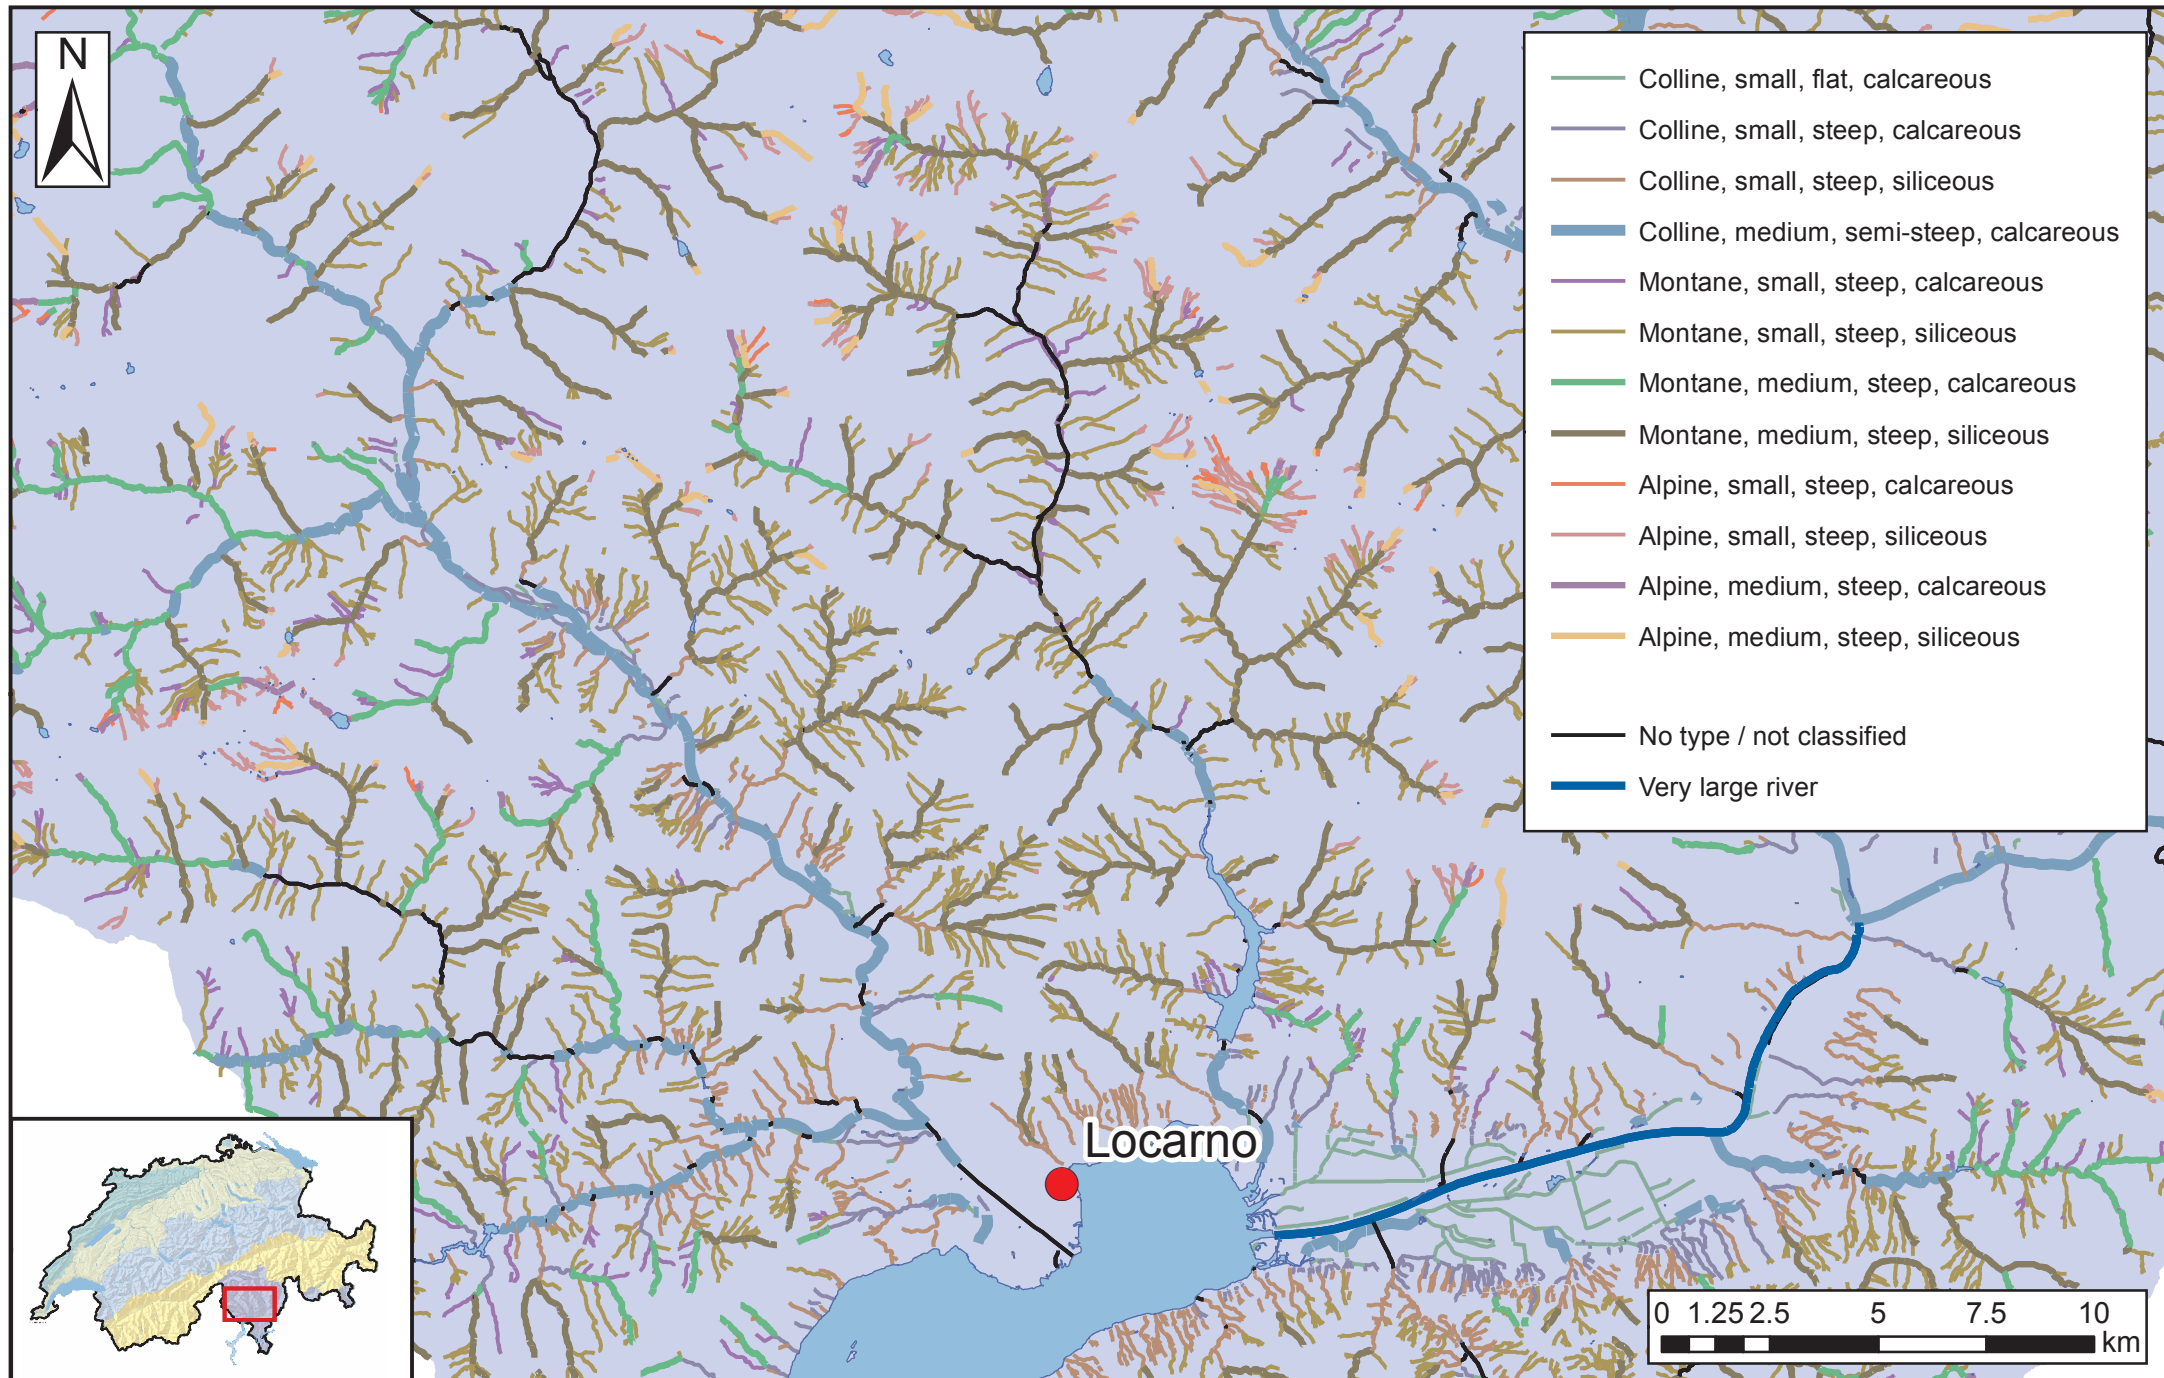 N
Colline, small, flat, calcareous
Colline, small, steep, calcareous
Colline, small, steep, siliceous
Colline, medium, semi-steep, calcareous
Montane, small, steep, calcareous
Montane, small, steep, siliceous
Montane, medium, steep, calcareous
Montane, medium, steep, siliceous
Alpine, small, steep, calcareous
Alpine, small, steep, siliceous
Alpine, medium, steep, calcareous
Alpine, medium, steep, siliceous
No type / not classified
Very large river
Locarno
0 1.25 2.5 5 7.5 10
km